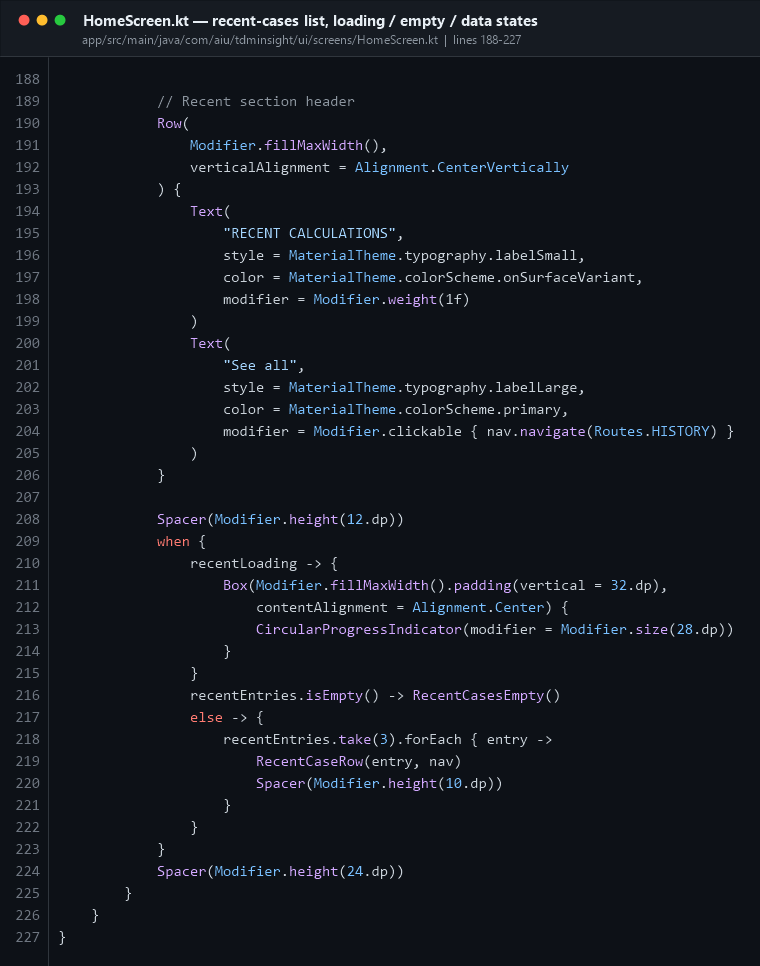 HomeScreen.kt — recent-cases list, loading / empty / data states
app/src/main/java/com/aiu/tdminsight/ui/screens/HomeScreen.kt | lines 188-227
188
189             // Recent section header
190             Row(
191                 Modifier.fillMaxWidth(),
192                 verticalAlignment = Alignment.CenterVertically
193             ) {
194                 Text(
195                     "RECENT CALCULATIONS",
196                     style = MaterialTheme.typography.labelSmall,
197                     color = MaterialTheme.colorScheme.onSurfaceVariant,
198                     modifier = Modifier.weight(1f)
199                 )
200                 Text(
201                     "See all",
202                     style = MaterialTheme.typography.labelLarge,
203                     color = MaterialTheme.colorScheme.primary,
204                     modifier = Modifier.clickable { nav.navigate(Routes.HISTORY) }
205                 )
206             }
207
208             Spacer(Modifier.height(12.dp))
209             when {
210                 recentLoading -> {
211                     Box(Modifier.fillMaxWidth().padding(vertical = 32.dp),
212                         contentAlignment = Alignment.Center) {
213                         CircularProgressIndicator(modifier = Modifier.size(28.dp))
214                     }
215                 }
216                 recentEntries.isEmpty() -> RecentCasesEmpty()
217                 else -> {
218                     recentEntries.take(3).forEach { entry ->
219                         RecentCaseRow(entry, nav)
220                         Spacer(Modifier.height(10.dp))
221                     }
222                 }
223             }
224             Spacer(Modifier.height(24.dp))
225         }
226     }
227 }